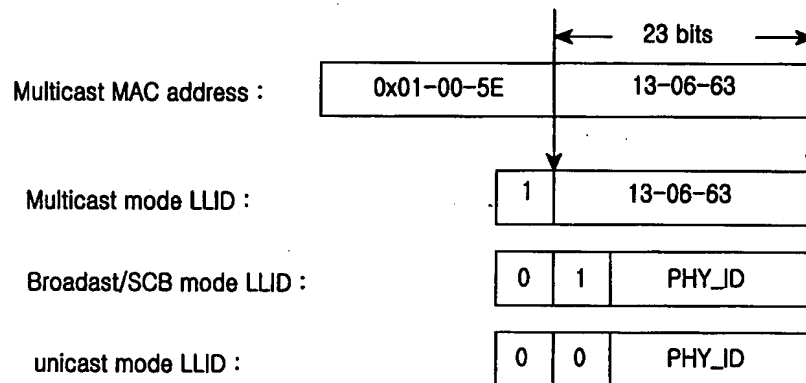 23 bits
Multicast MAC address : 0x01-00-5E 13-06-63
Multicast mode LLID : 1 13-06-63
Broadast/SCB mode LLID : 0 1 PHY_ID
unicast mode LLID : 0 0 PHY_ID